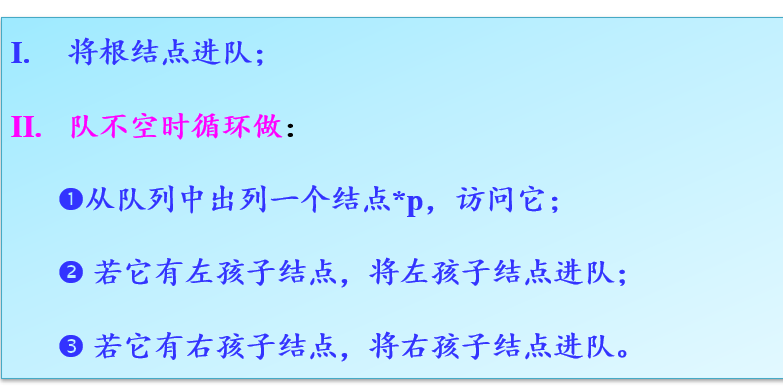 I. 将根结点进队；
II. 队不空时循环做：
❶从队列中出列一个结点*p，访问它；
❷ 若它有左孩子结点，将左孩子结点进队；
❸ 若它有右孩子结点，将右孩子结点进队。